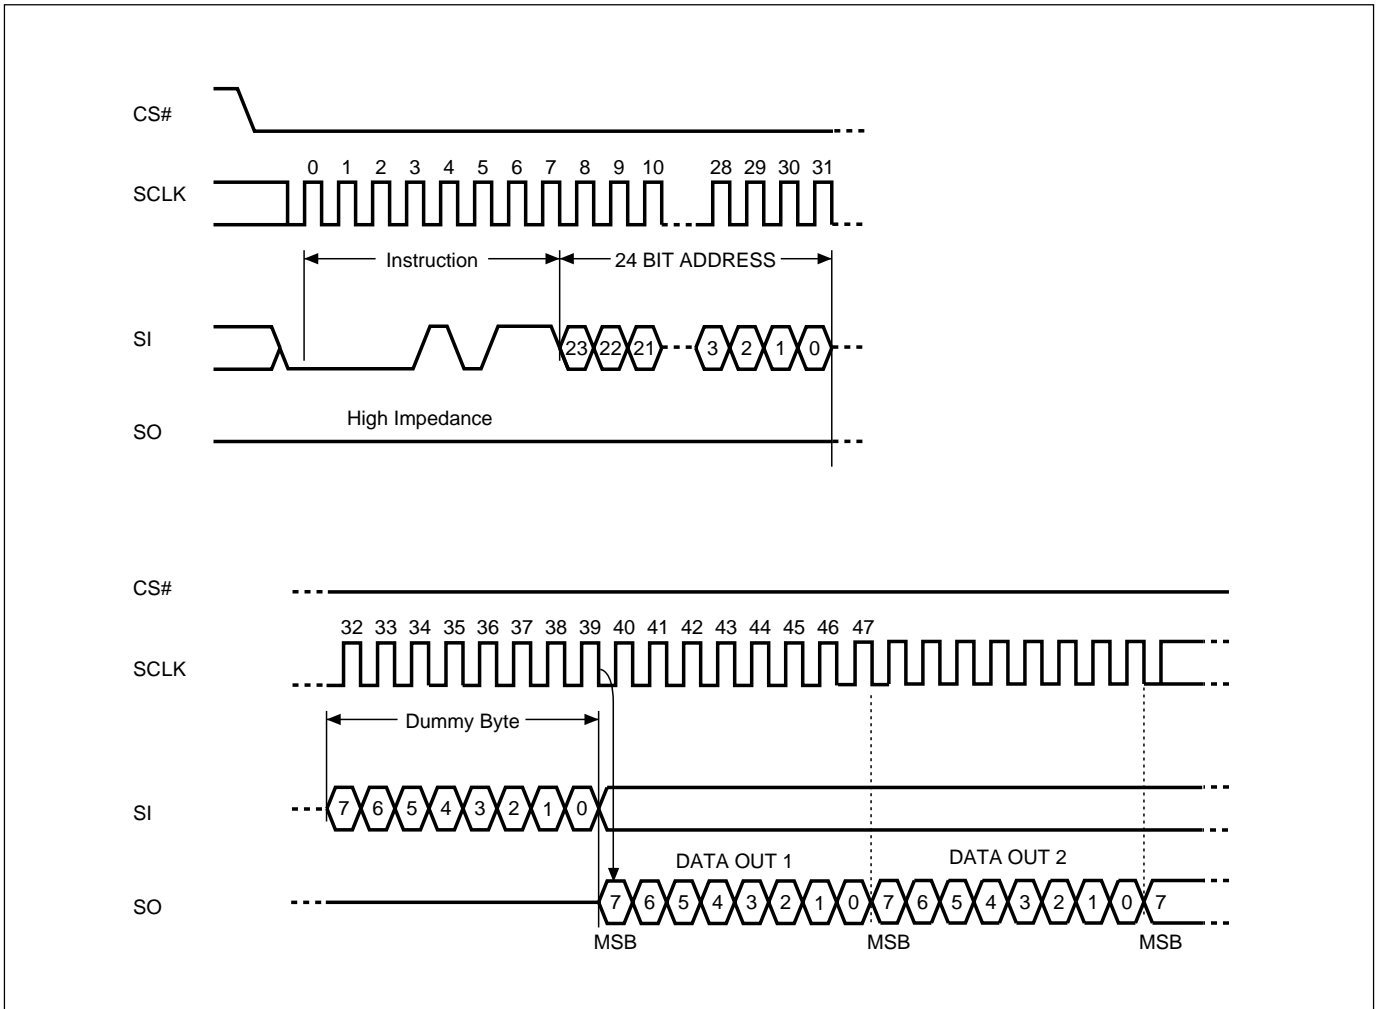 CS#
0 1 2 3 4 5 6 7 8 9 10 28 29 30 31
SCLK
Instruction 24 BIT ADDRESS
SI 23 22 21 3 2 1 0
High Impedance
SO
CS#
32 33 34 35 36 37 38 39 40 41 42 43 44 45 46 47
SCLK
Dummy Byte
SI 7 6 5 4 3 2 1 0
DATA OUT 1 DATA OUT 2
SO 7 6 5 4 3 2 1 0 7 6 5 4 3 2 1 0 7
MSB MSB MSB